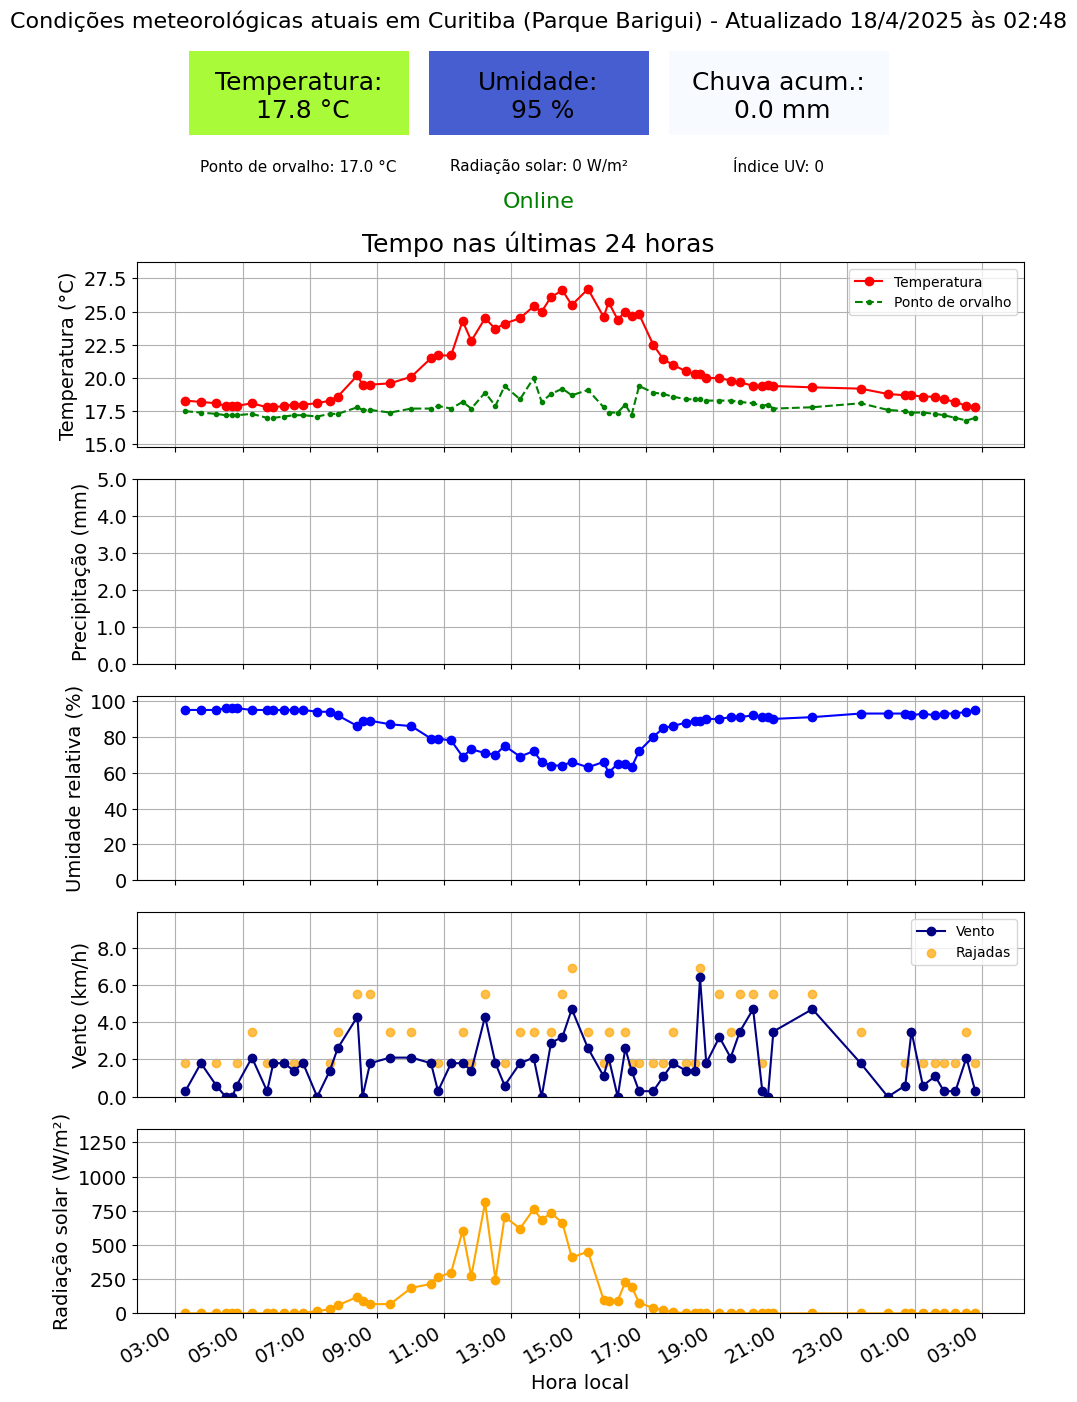 Condições meteorológicas atuais em Curitiba (Parque Barigui) - Atualizado 18/4/2025 às 02:48
Temperatura:
17.8 °C
Umidade:
95 %
Chuva acum.:
0.0 mm
Ponto de orvalho: 17.0 °C
Radiação solar: 0 W/m²
Índice UV: 0
Online
Tempo nas últimas 24 horas
Temperatura (°C)
27.5
25.0
22.5
20.0
17.5
15.0
Temperatura
Ponto de orvalho
Precipitação (mm)
5.0
4.0
3.0
2.0
1.0
0.0
Umidade relativa (%)
100
80
60
40
20
0
Vento (km/h)
8.0
6.0
4.0
2.0
0.0
Vento
Rajadas
Radiação solar (W/m²)
1250
1000
750
500
250
0
03:00 05:00 07:00 09:00 11:00 13:00 15:00 17:00 19:00 21:00 23:00 01:00 03:00
Hora local